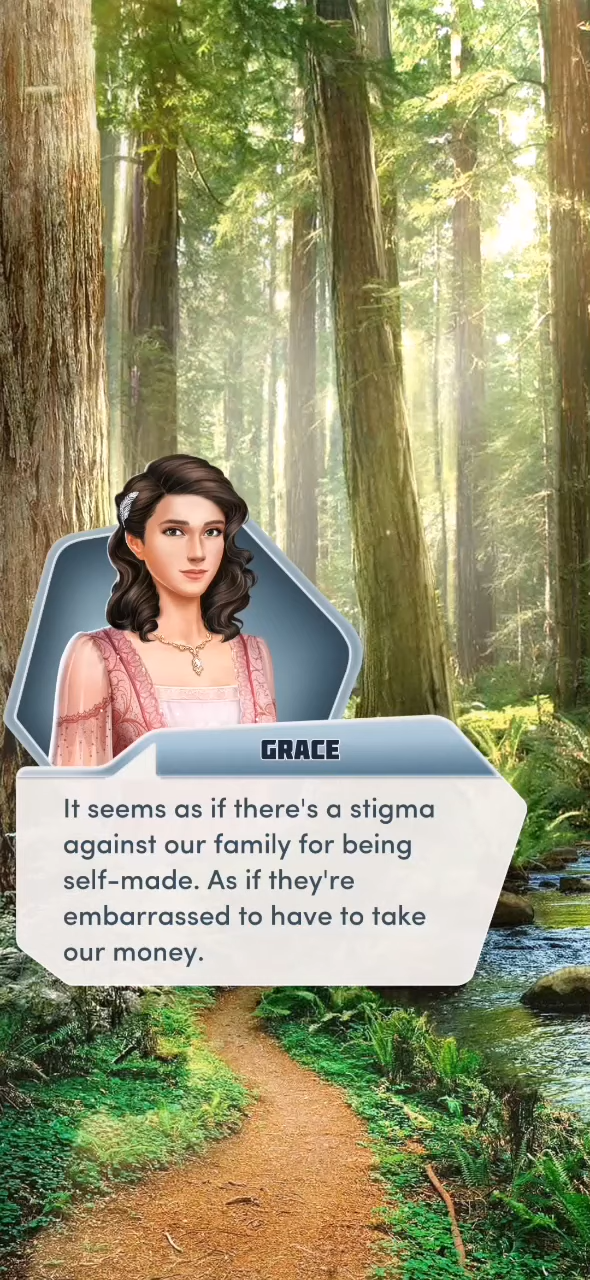 GRACE
It seems as if there's a stigma
against our family for being
self-made. As if they're
embarrassed to have to take
our money.